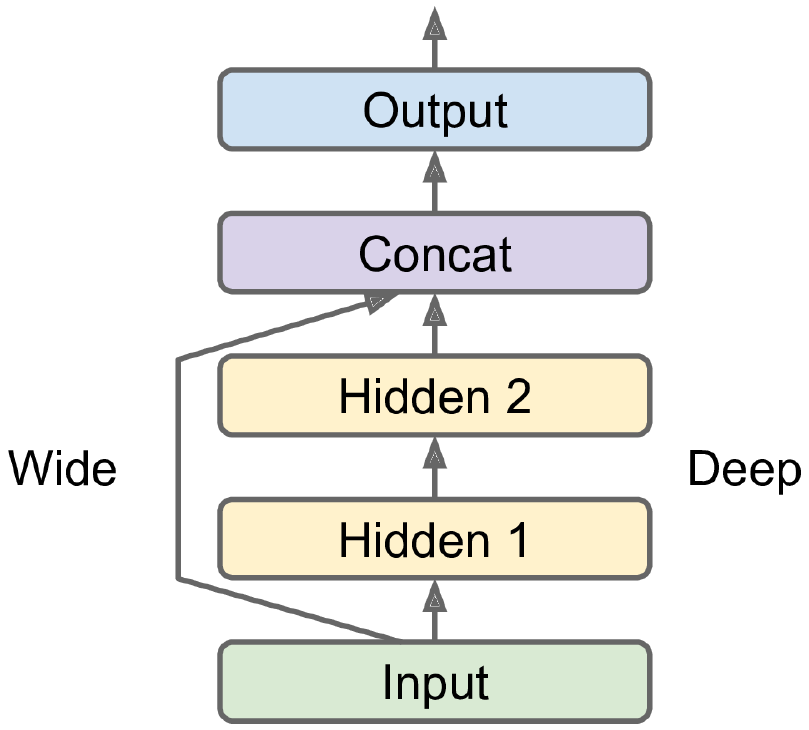 Output
Concat
Hidden 2
Wide
Deep
Hidden 1
Input